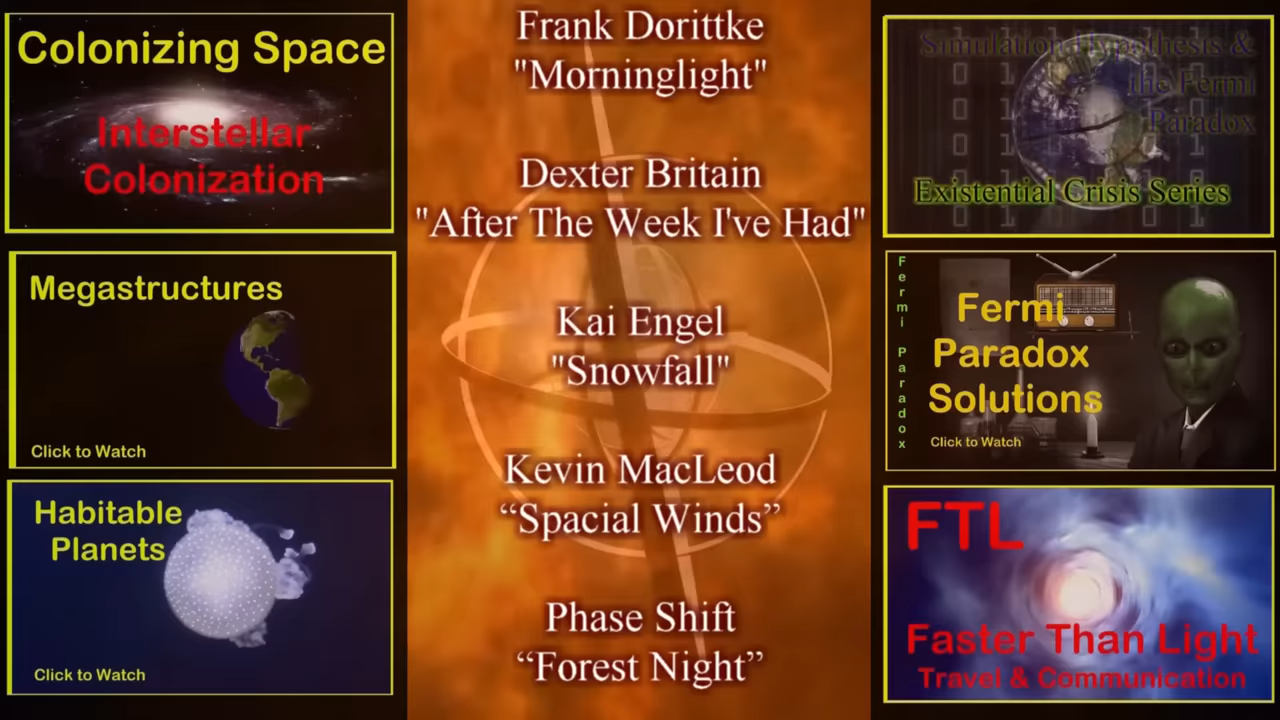 Colonizing Space
Interstellar
Colonization
Megastructures
Click to Watch
Habitable
Planets
Click to Watch
Frank Dorittke
"Morninglight"
Dexter Britain
"After The Week I've Had"
Kai Engel
"Snowfall"
Kevin MacLeod
“Spacial Winds”
Phase Shift
“Forest Night”
Simulation Hypothesis &
the Fermi
Paradox
Existential Crisis Series
Fermi Paradox
Fermi
Paradox
Solutions
Click to Watch
FTL
Faster Than Light
Travel & Communication